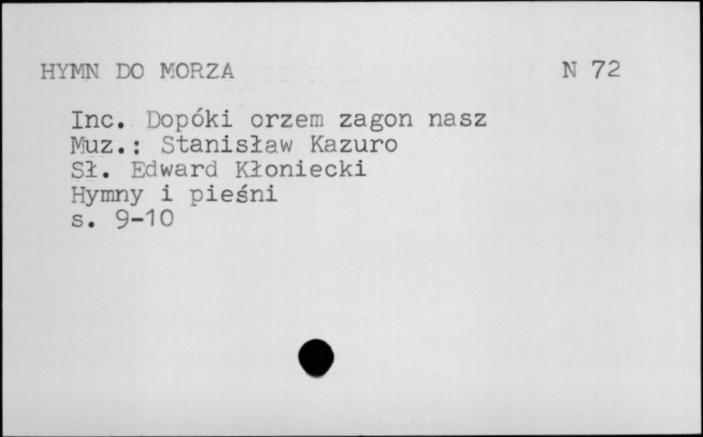 HYMN DO MORZA N 72
Inc. Dopóki orzem zagon nasz
Muz.: Stanisław Kazuro
Sł. Edward Kłoniecki
Hymny i pieśni
s. 9-10